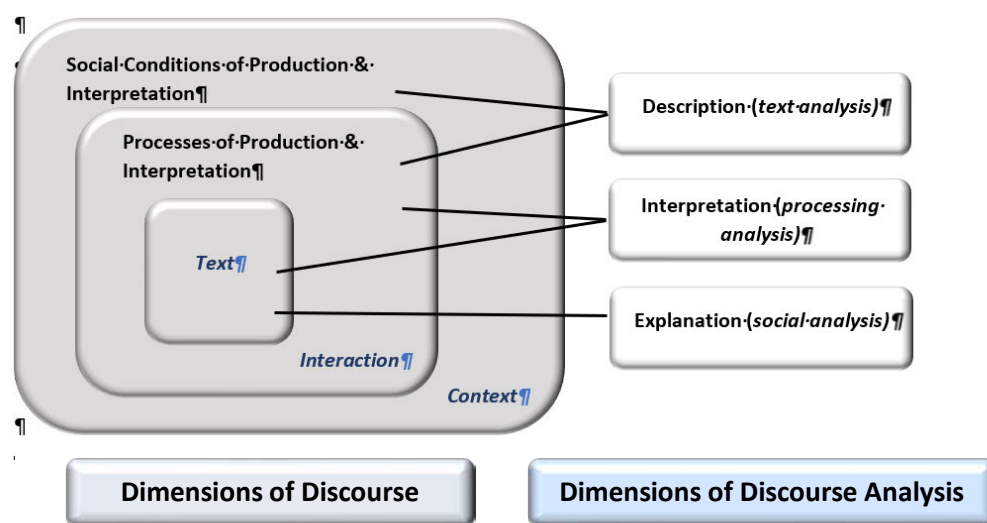 ¶
Social·Conditions·of·Production·&·
Interpretation¶
Processes·of·Production·&·
Interpretation¶
Text¶
Interaction¶
Context¶
¶
Description·(text·analysis)¶
Interpretation·(processing·
analysis)¶
Explanation·(social·analysis)¶
Dimensions of Discourse
Dimensions of Discourse Analysis